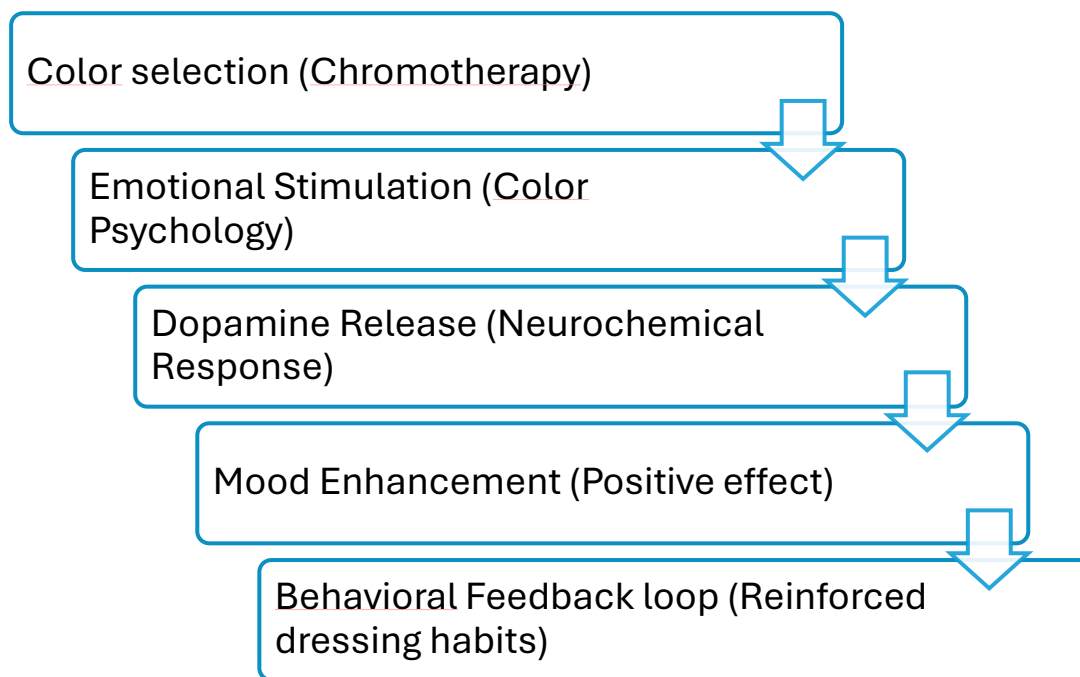 Color selection (Chromotherapy)
Emotional Stimulation (Color
Psychology)
Dopamine Release (Neurochemical
Response)
Mood Enhancement (Positive effect)
Behavioral Feedback loop (Reinforced
dressing habits)